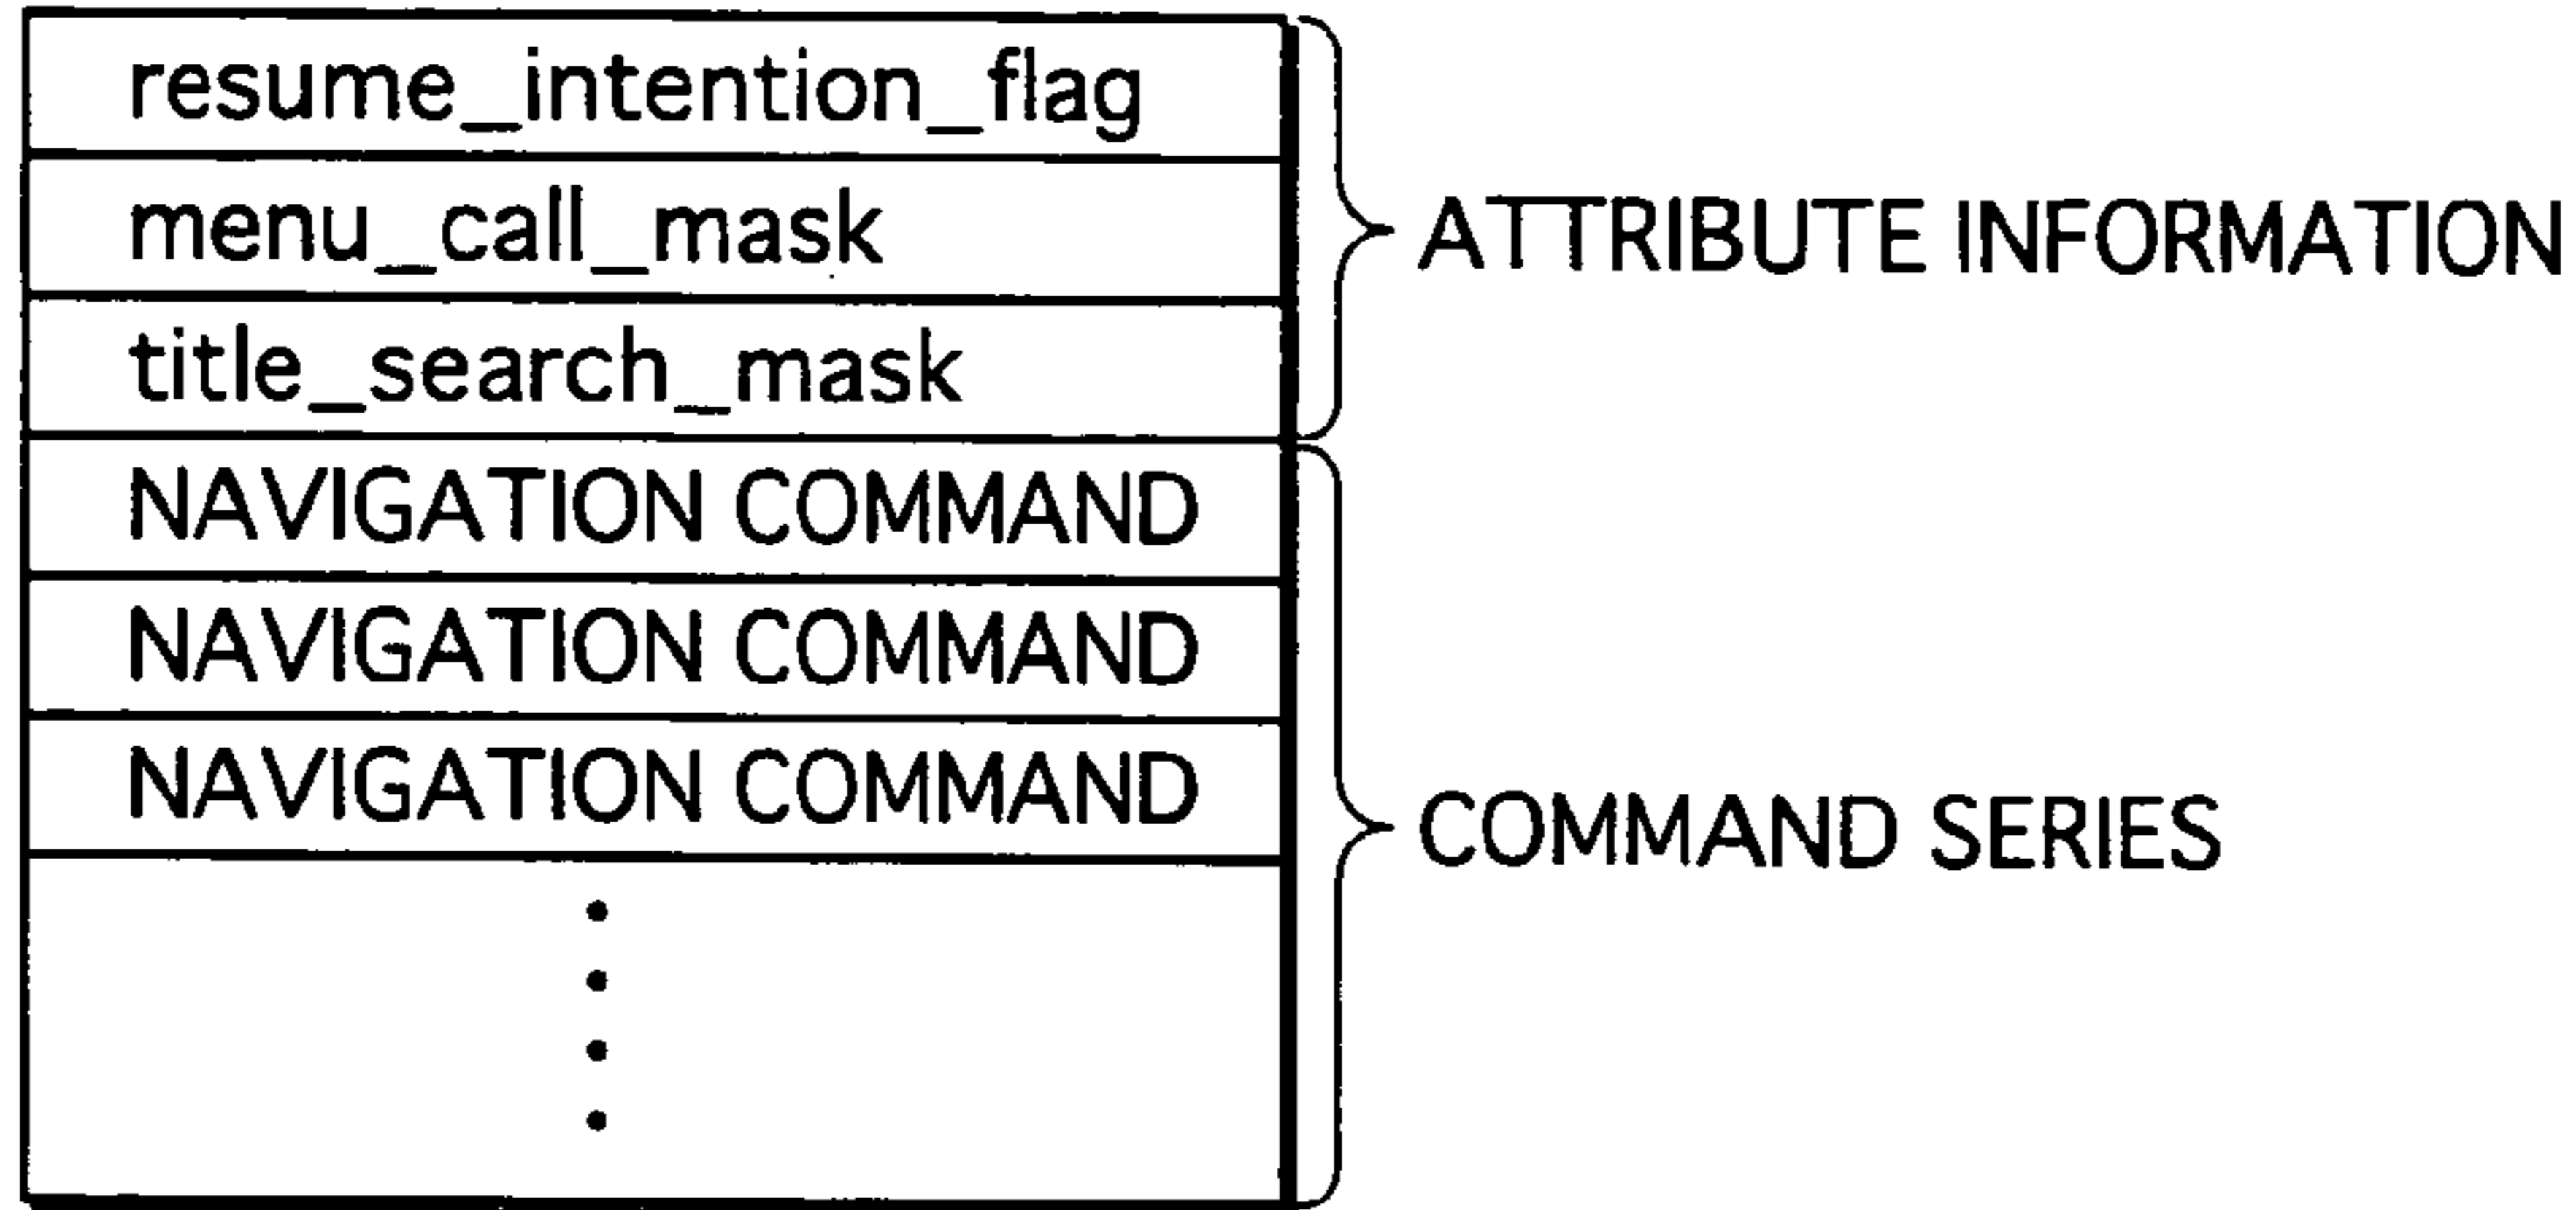 resume_intention_flag
menu_call_mask
title_search_mask
ATTRIBUTE INFORMATION
NAVIGATION COMMAND
NAVIGATION COMMAND
NAVIGATION COMMAND
COMMAND SERIES